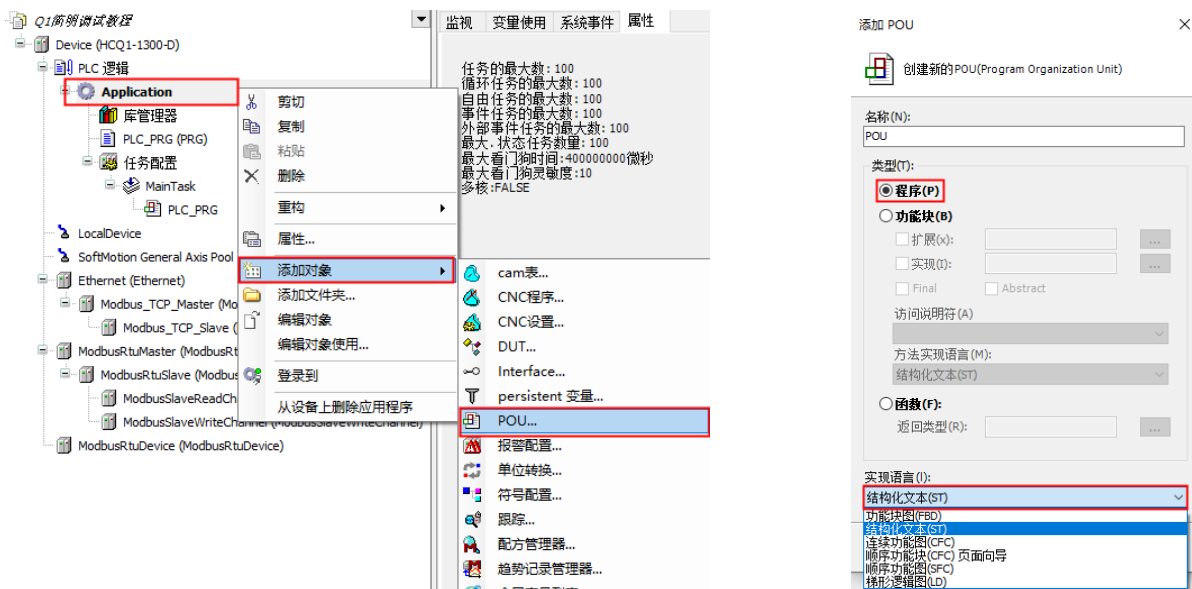 Q1简明调试教程
Device (HCQ1-1300-D)
PLC 逻辑
Application
库管理器
PLC_PRG (PRG)
任务配置
MainTask
PLC_PRG
LocalDevice
SoftMotion General Axis Pool
Ethernet (Ethernet)
Modbus_TCP_Master (Mo
Modbus_TCP_Slave (
ModbusRtuMaster (ModbusRt
ModbusRtuSlave (Modbus
ModbusSlaveReadCh
ModbusSlaveWriteChannel (ModbusSlaveWriteChannel)
ModbusRtuDevice (ModbusRtuDevice)
剪切
复制
粘贴
删除
重构
属性...
添加对象
添加文件夹...
编辑对象
编辑对象使用...
登录到
从设备上删除应用程序
监视 变量使用 系统事件 属性
任务的最大数: 100
循环任务的最大数: 100
自由任务的最大数: 100
事件任务的最大数: 100
外部事件任务的最大数: 100
最大.状态任务数量: 100
最大看门狗时间:400000000微秒
最大看门狗灵敏度:10
多核:FALSE
cam表...
CNC程序...
CNC设置...
DUT...
Interface...
persistent 变量...
POU...
报警配置...
单位转换...
符号配置...
跟踪...
配方管理器...
趋势记录管理器...
添加 POU
创建新的POU(Program Organization Unit)
名称(N):
POU
类型(T):
程序(P)
功能块(B)
扩展(x):
...
实现(I):
...
Final Abstract
访问说明符(A)
方法实现语言(M):
结构化文本(ST)
函数(F):
返回类型(R):
...
实现语言(I):
结构化文本(ST)
功能块图(FBD)
结构化文本(ST)
连续功能图(CFC)
顺序功能块(CFC) 页面向导
顺序功能图(SFC)
梯形逻辑图(LD)